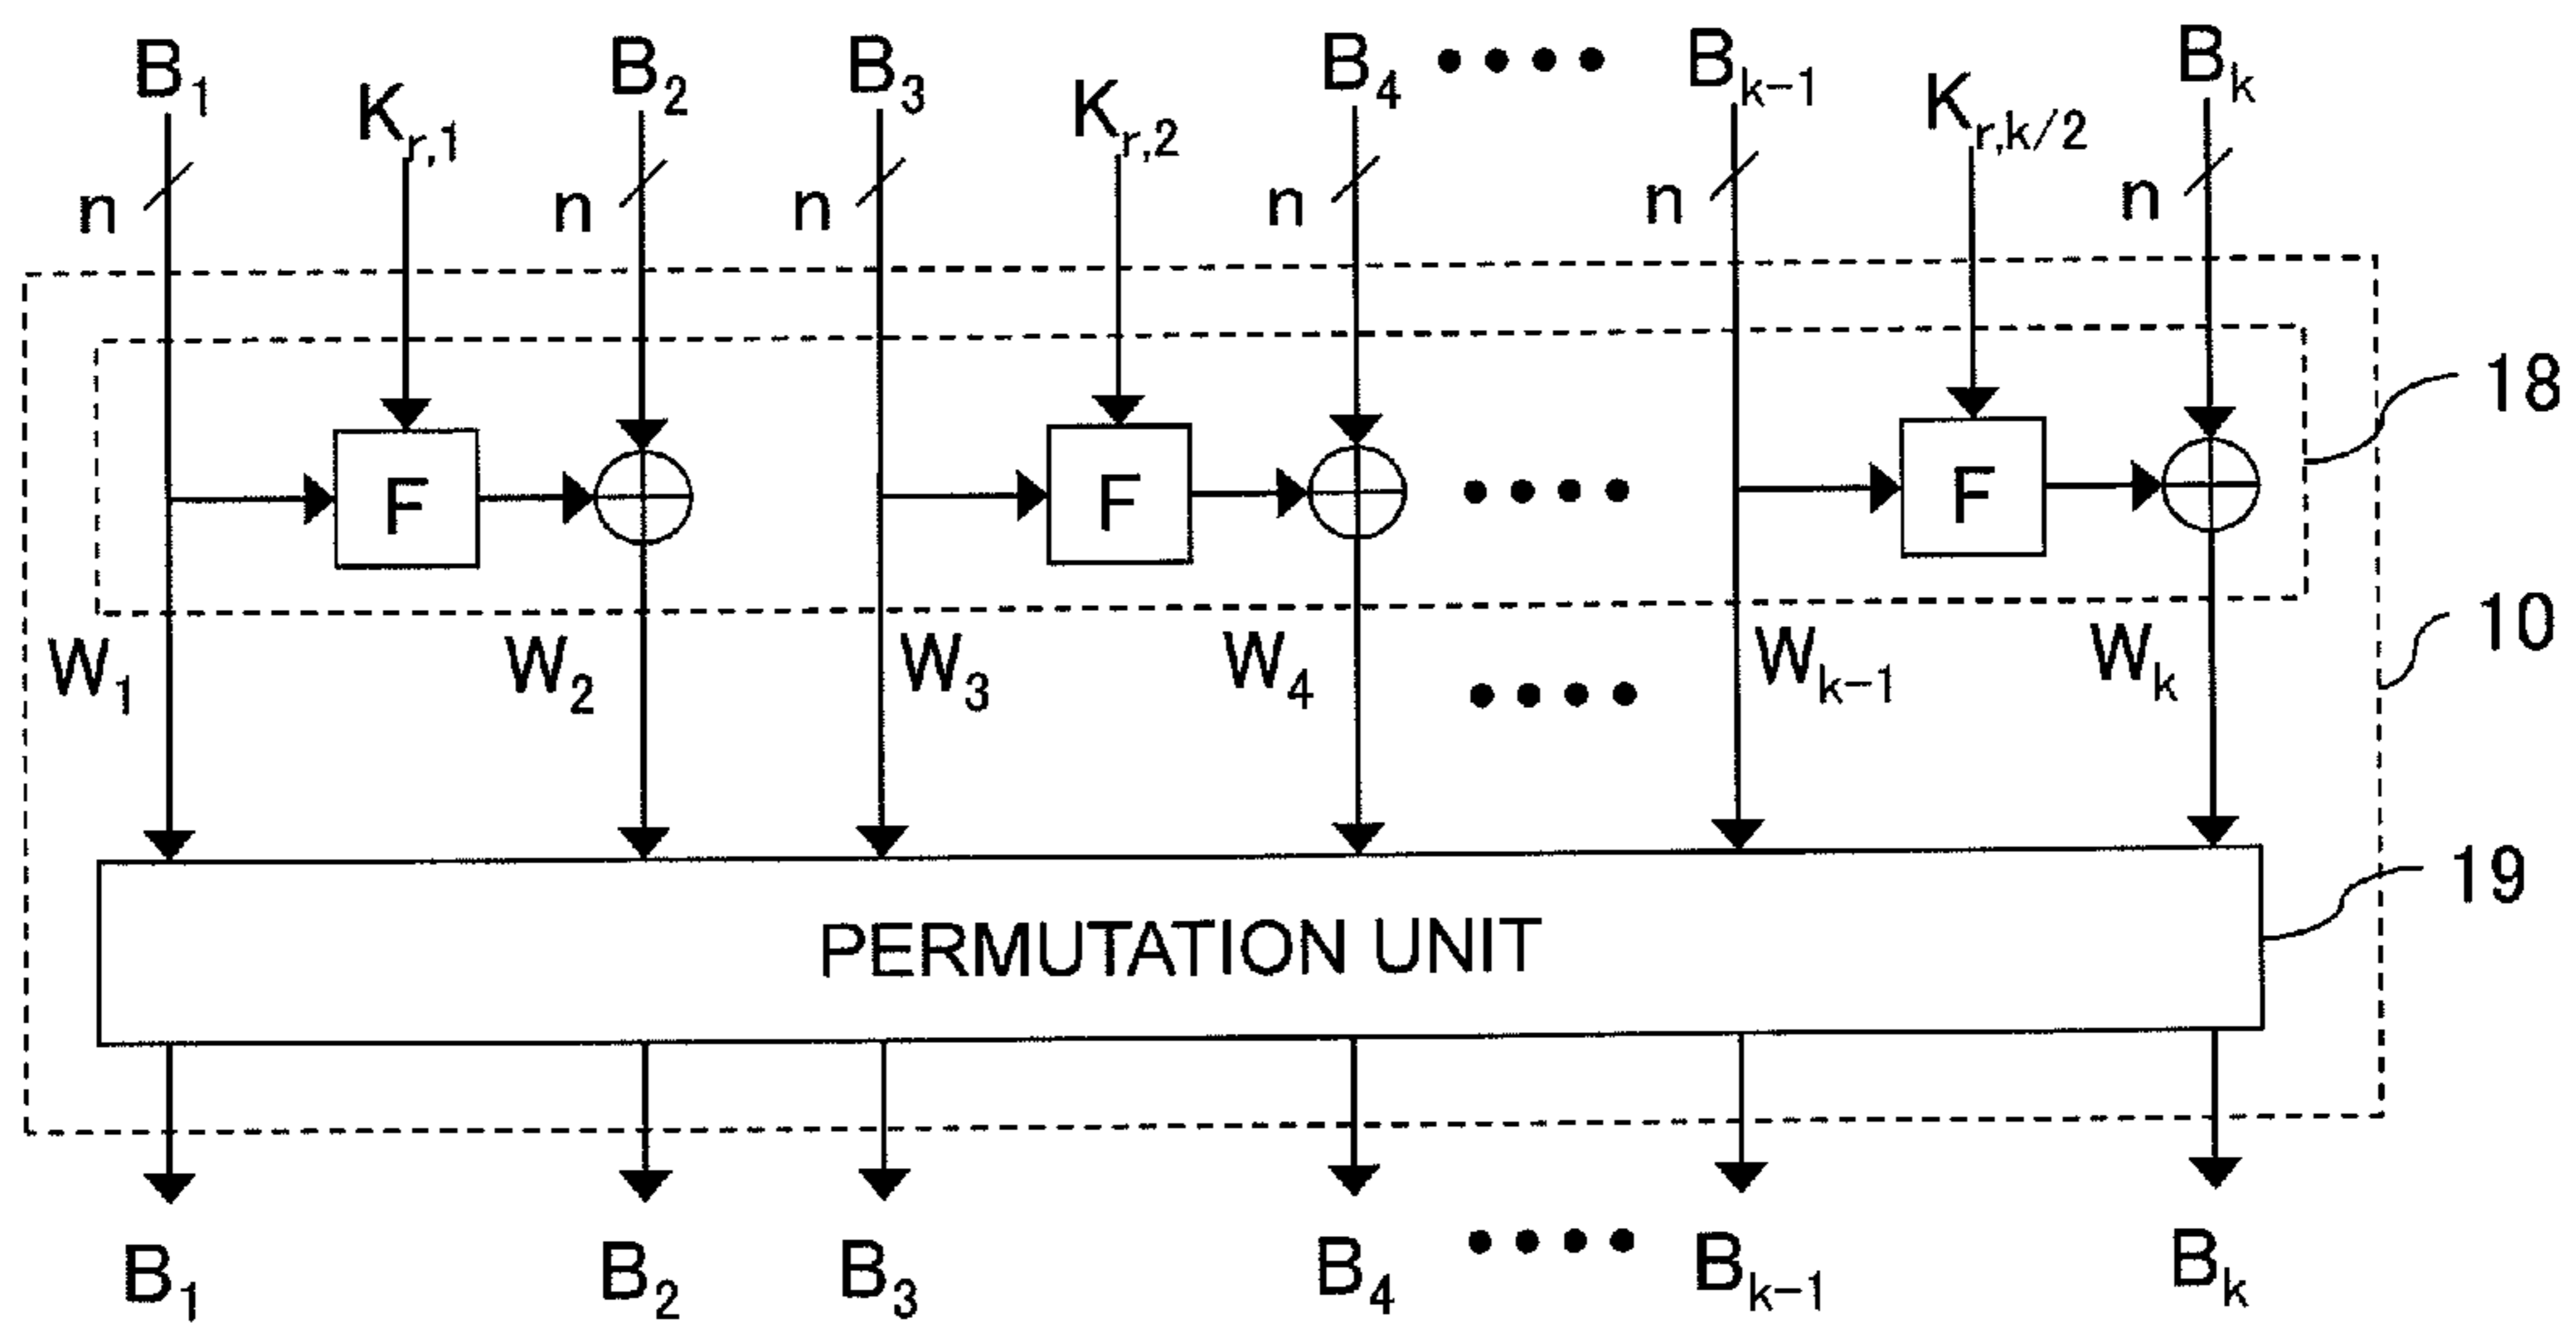 B₁ Kᵣ,₁ B₂ B₃ Kᵣ,₂ B₄ •••• Bₖ₋₁ Kᵣ,ₖ/₂ Bₖ
n n n n n n
18
F F •••• F
10
W₁ W₂ W₃ W₄ •••• Wₖ₋₁ Wₖ
19
PERMUTATION UNIT
B₁ B₂ B₃ B₄ •••• Bₖ₋₁ Bₖ